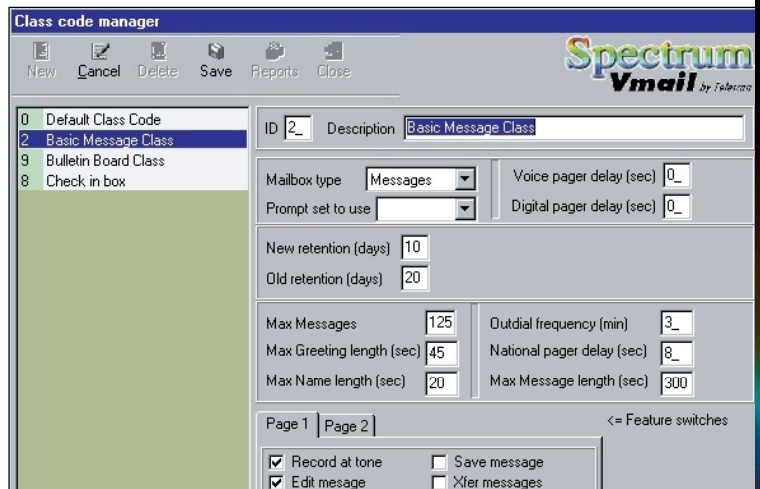 Class code manager
New Cancel Delete Save Reports Close
Spectrum
Vmail by
0 Default Class Code
2 Basic Message Class
9 Bulletin Board Class
8 Check in box
ID 2_ Description Basic Message Class
Mailbox type Messages Voice pager delay (sec) 0_
Prompt set to use Digital pager delay (sec) 0_
New retention (days) 10
Old retention (days) 20
Max Messages 125 Outdial frequency (min) 3_
Max Greeting length (sec) 45 National pager delay (sec) 8_
Max Name length (sec) 20 Max Message length (sec) 300
Page 1 Page 2 <= Feature switches
Record at tone Save message
Edit mesage Xfer messages